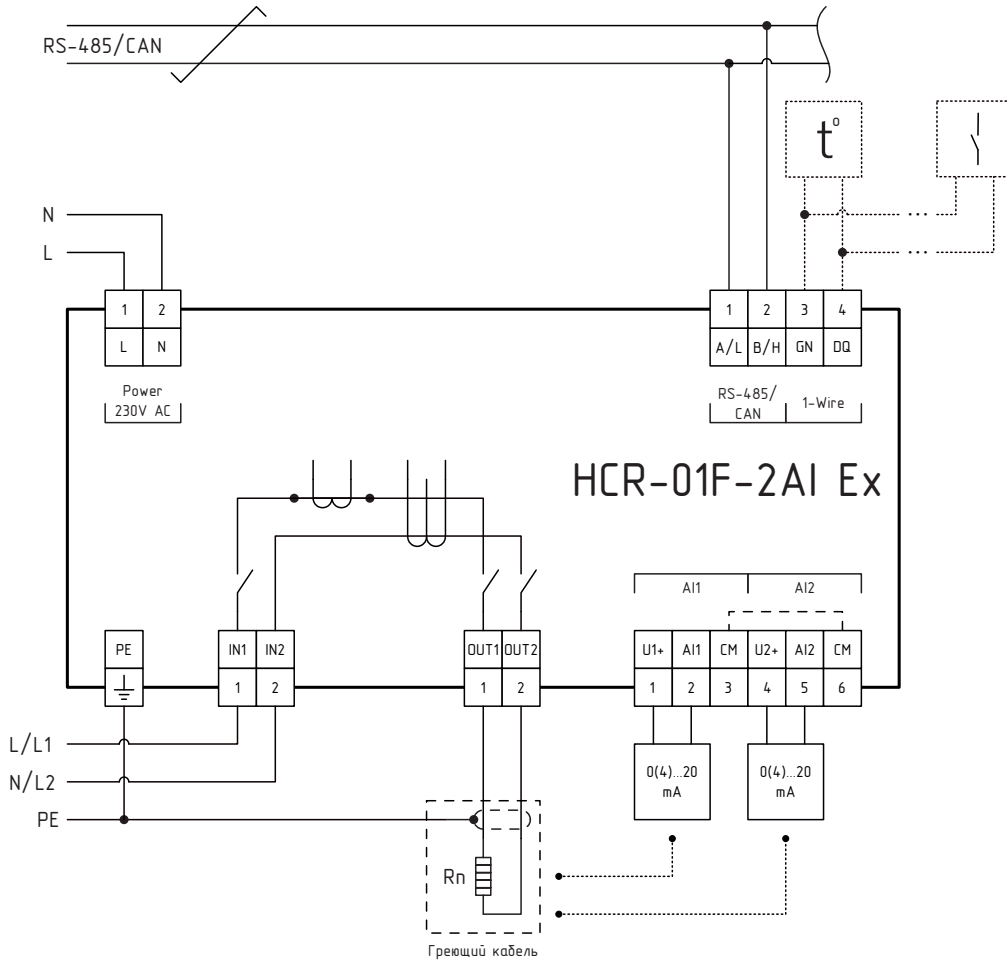 RS-485/CAN
t°
N
L
1 2
L N
Power
230V AC
1 2 3 4
A/L B/H GN DQ
RS-485/
CAN
1-Wire
HCR-01F-2AI Ex
AI1 AI2
PE
IN1 IN2
1 2
OUT1 OUT2
1 2
U1+ AI1 CM U2+ AI2 CM
1 2 3 4 5 6
L/L1
N/L2
PE
0(4)...20
mA
0(4)...20
mA
Rn
Греющий кабель